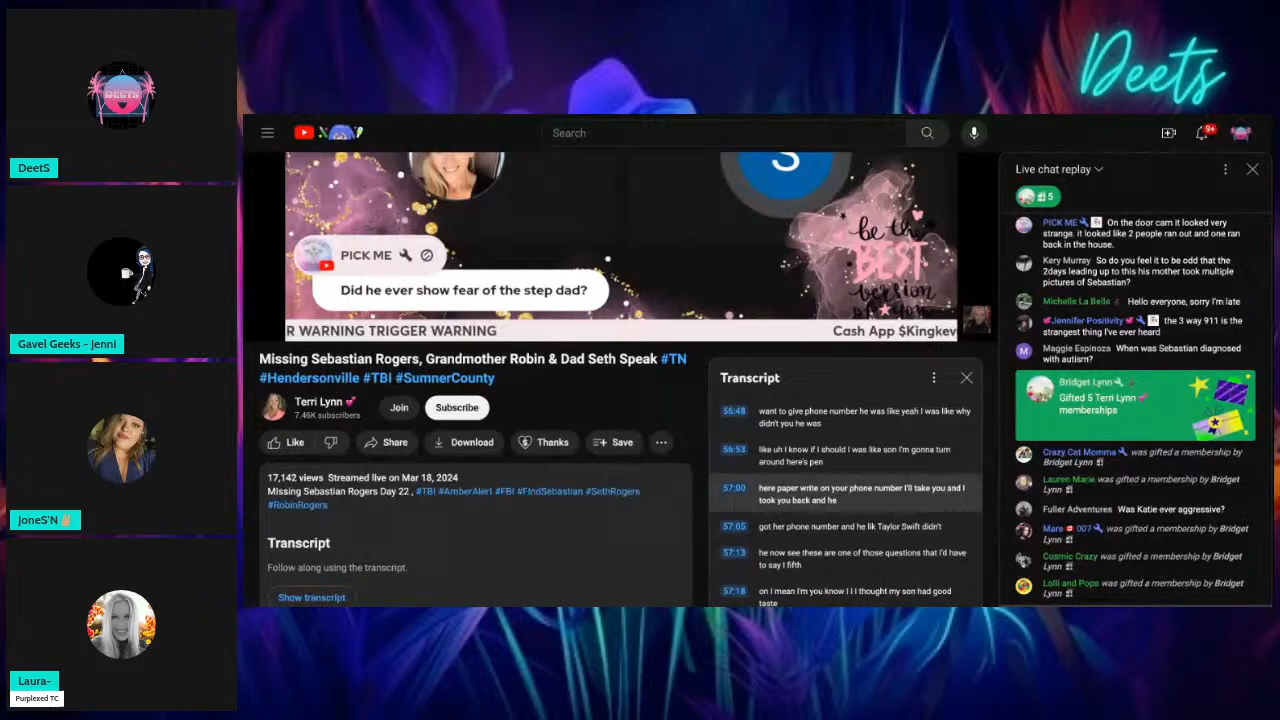 Deets
DEETS
DeetS
Gavel Geeks - Jenni
JoneS'N
Laura-
Purplexed TC
Search
9+
S
be the
BEST
version
of you
PICK ME
Did he ever show fear of the step dad?
R WARNING TRIGGER WARNING
Cash App $Kingkev
Missing Sebastian Rogers, Grandmother Robin & Dad Seth Speak #TN
#Hendersonville #TBI #SumnerCounty
Terri Lynn 💕
7.46K subscribers
Join
Subscribe
Like
Share
Download
Thanks
Save
17,142 views Streamed live on Mar 18, 2024
MIssing Sebastian Rogers Day 22 , #TBI #AmberAlert #FBI #FIndSebastian #SethRogers
#RobinRogers
Transcript
Follow along using the transcript.
Show transcript
Transcript
56:48 want to give phone number he was like yeah I was like why
didn't you he was
56:53 like uh I know if I should I was like son I'm gonna turn
around here's pen
57:00 here paper write on your phone number I'll take you and I
took you back and he
57:05 got her phone number and he lik Taylor Swift didn't
57:13 he now see these are one of those questions that I'd have
to say I fifth
57:18 on I mean I'm you know I I I thought my son had good
taste
Live chat replay
5
PICK ME On the door cam it looked very
strange. it looked like 2 people ran out and one ran
back in the house.
Kery Murray So do you feel it to be odd that the
2days leading up to this his mother took multiple
pictures of Sebastian?
Michelle La Belle Hello everyone, sorry I'm late
💕Jennifer Positivity 💕 the 3 way 911 is the
strangest thing I've ever heard
M Maggie Espinoza When was Sebastian diagnosed
with autism?
Bridget Lynn
Gifted 5 Terri Lynn 💕
memberships
Crazy Cat Momma was gifted a membership by
Bridget Lynn
Lauren Marie was gifted a membership by Bridget
Lynn
Fuller Adventures Was Katie ever aggressive?
Mare 🇨🇦 007 was gifted a membership by Bridget
Lynn
Cosmic Crazy was gifted a membership by Bridget
Lynn
Lolli and Pops was gifted a membership by Bridget
Lynn